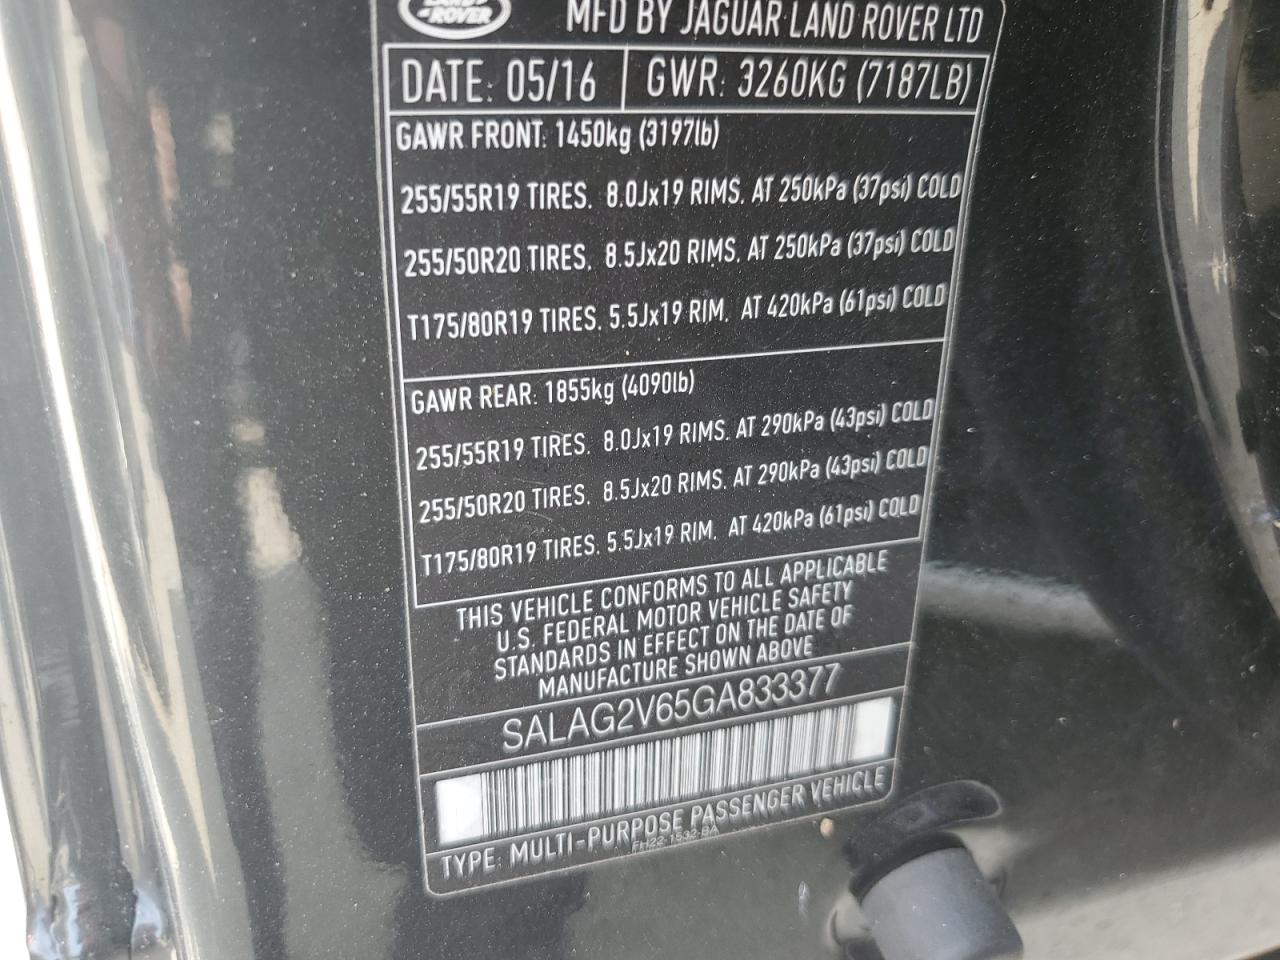 LAND-
ROVER
MFD BY JAGUAR LAND ROVER LTD
DATE: 05/16 GWR: 3260KG (7187LB)
GAWR FRONT: 1450kg (3197lb)
255/55R19 TIRES, 8.0Jx19 RIMS, AT 250kPa (37psi) COLD
255/50R20 TIRES, 8.5Jx20 RIMS, AT 250kPa (37psi) COLD
T175/80R19 TIRES, 5.5Jx19 RIM, AT 420kPa (61psi) COLD
GAWR REAR: 1855kg (4090lb)
255/55R19 TIRES, 8.0Jx19 RIMS, AT 290kPa (43psi) COLD
255/50R20 TIRES, 8.5Jx20 RIMS, AT 290kPa (43psi) COLD
T175/80R19 TIRES, 5.5Jx19 RIM, AT 420kPa (61psi) COLD
THIS VEHICLE CONFORMS TO ALL APPLICABLE
U.S. FEDERAL MOTOR VEHICLE SAFETY
STANDARDS IN EFFECT ON THE DATE OF
MANUFACTURE SHOWN ABOVE
SALAG2V65GA833377
TYPE: MULTI-PURPOSE PASSENGER VEHICLE
FH22-1532-BA